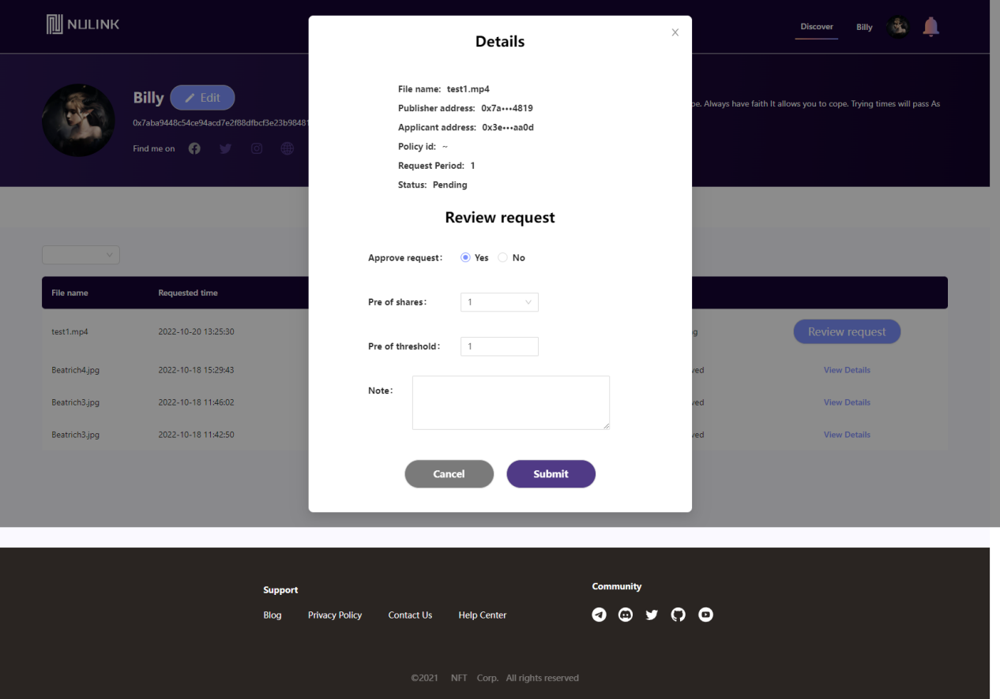 NULINK
Discover
Billy
Details
File name: test1.mp4
Publisher address: 0x7a•••4819
Applicant address: 0x3e•••aa0d
Policy id: ~
Request Period: 1
Status: Pending
Review request
Approve request: Yes No
Pre of shares: 1
Pre of threshold: 1
Note:
Cancel
Submit
Billy
Edit
0x7aba9448c54ce94acd7e2f88dfbcf3e23b98481
Find me on
Always have faith It allows you to cope. Trying times will pass As
File name Requested time
test1.mp4 2022-10-20 13:25:30 Review request
Beatrich4.jpg 2022-10-18 15:29:43 View Details
Beatrich3.jpg 2022-10-18 11:46:02 View Details
Beatrich3.jpg 2022-10-18 11:42:50 View Details
Support
Blog Privacy Policy Contact Us Help Center
Community
©2021 NFT Corp. All rights reserved